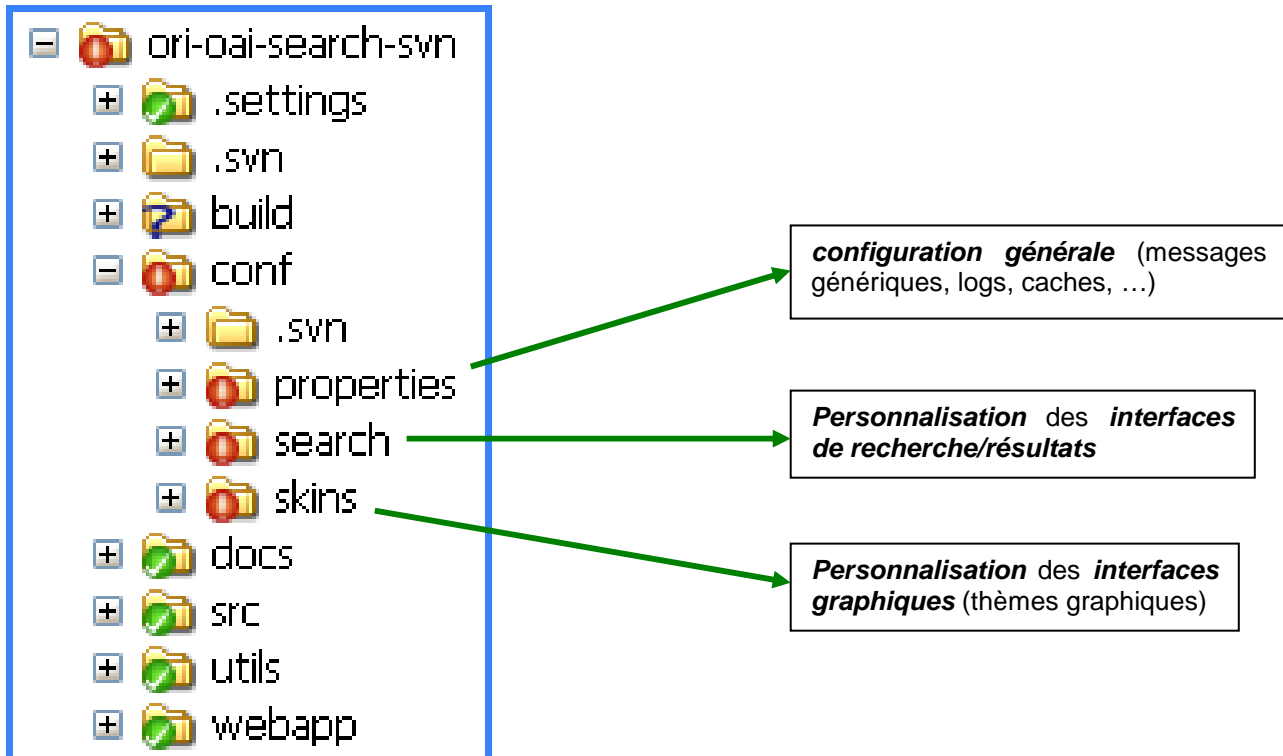 ori-oai-search-svn
.settings
.svn
build
conf
.svn
properties
search
skins
docs
src
utils
webapp
configuration générale (messages
génériques, logs, caches, …)
Personnalisation des interfaces
de recherche/résultats
Personnalisation des interfaces
graphiques (thèmes graphiques)